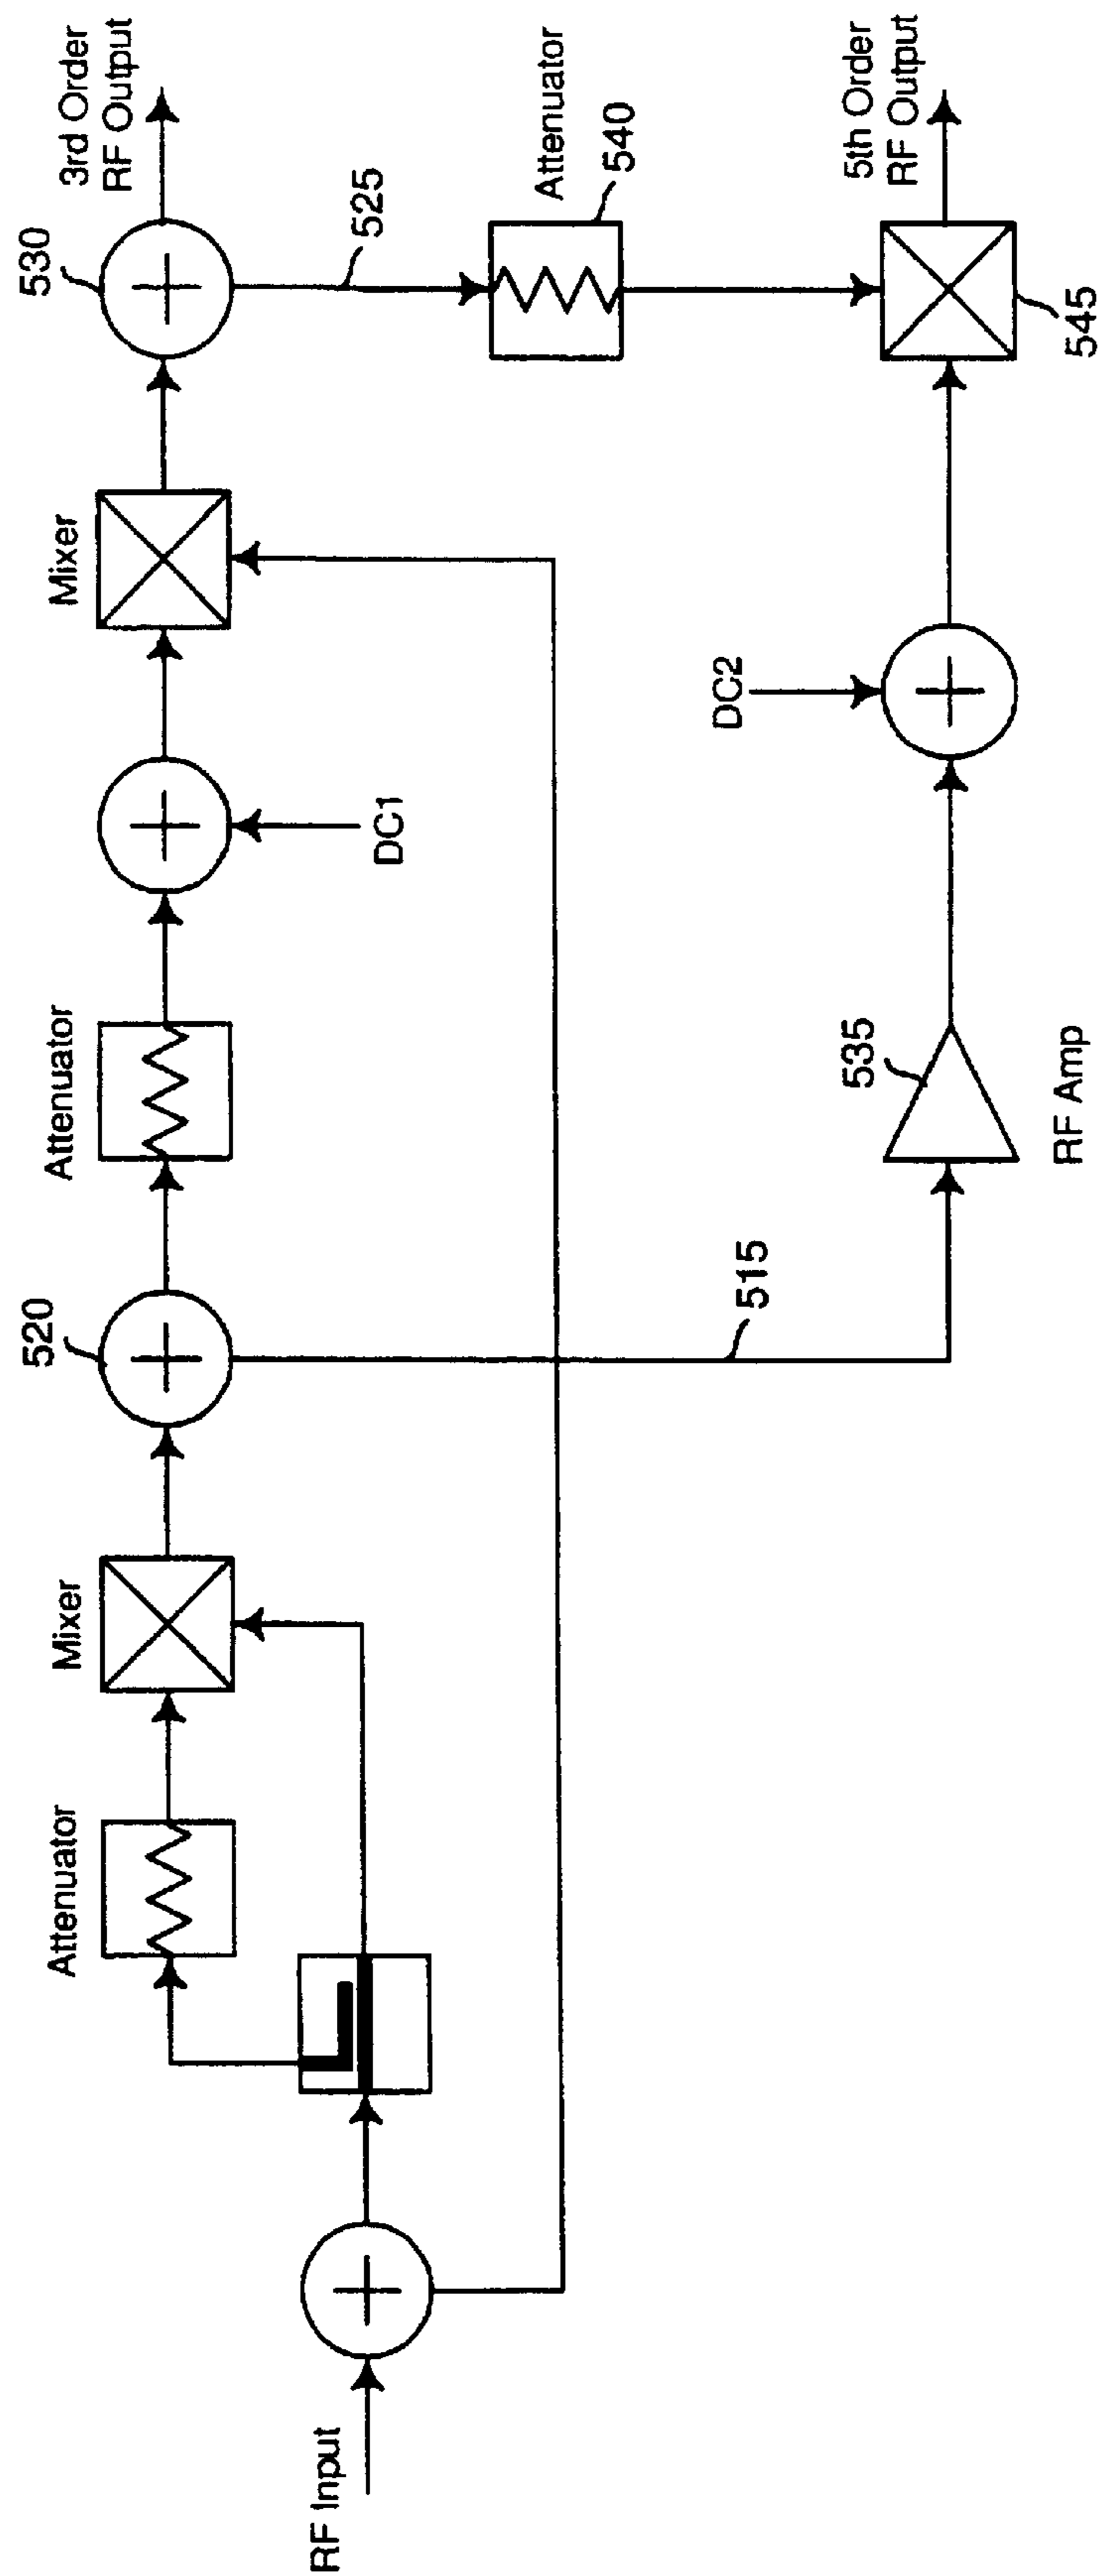 RF Input
Attenuator
Mixer
520
Attenuator
DC1
Mixer
530
3rd Order
RF Output
525
Attenuator
540
515
535
RF Amp
DC2
545
5th Order
RF Output